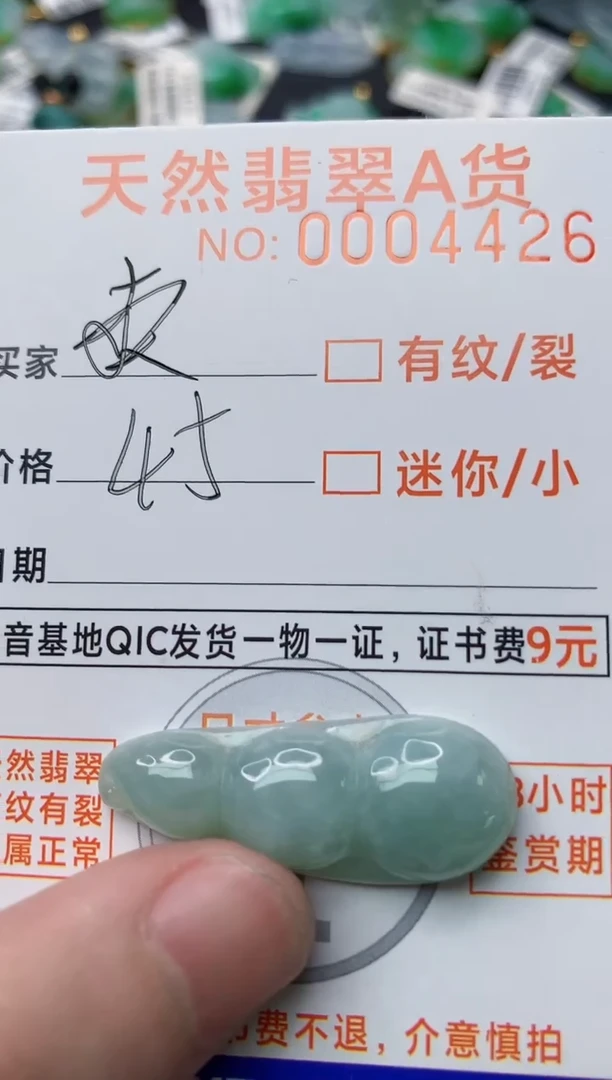 天然翡翠A货
NO: 0004426
买家
有纹/裂
价格
迷你/小
日期
音基地QIC发货一物一证，证书费9元
然翡翠
纹有裂
属正常
小时
鉴赏期
费不退，介意慎拍